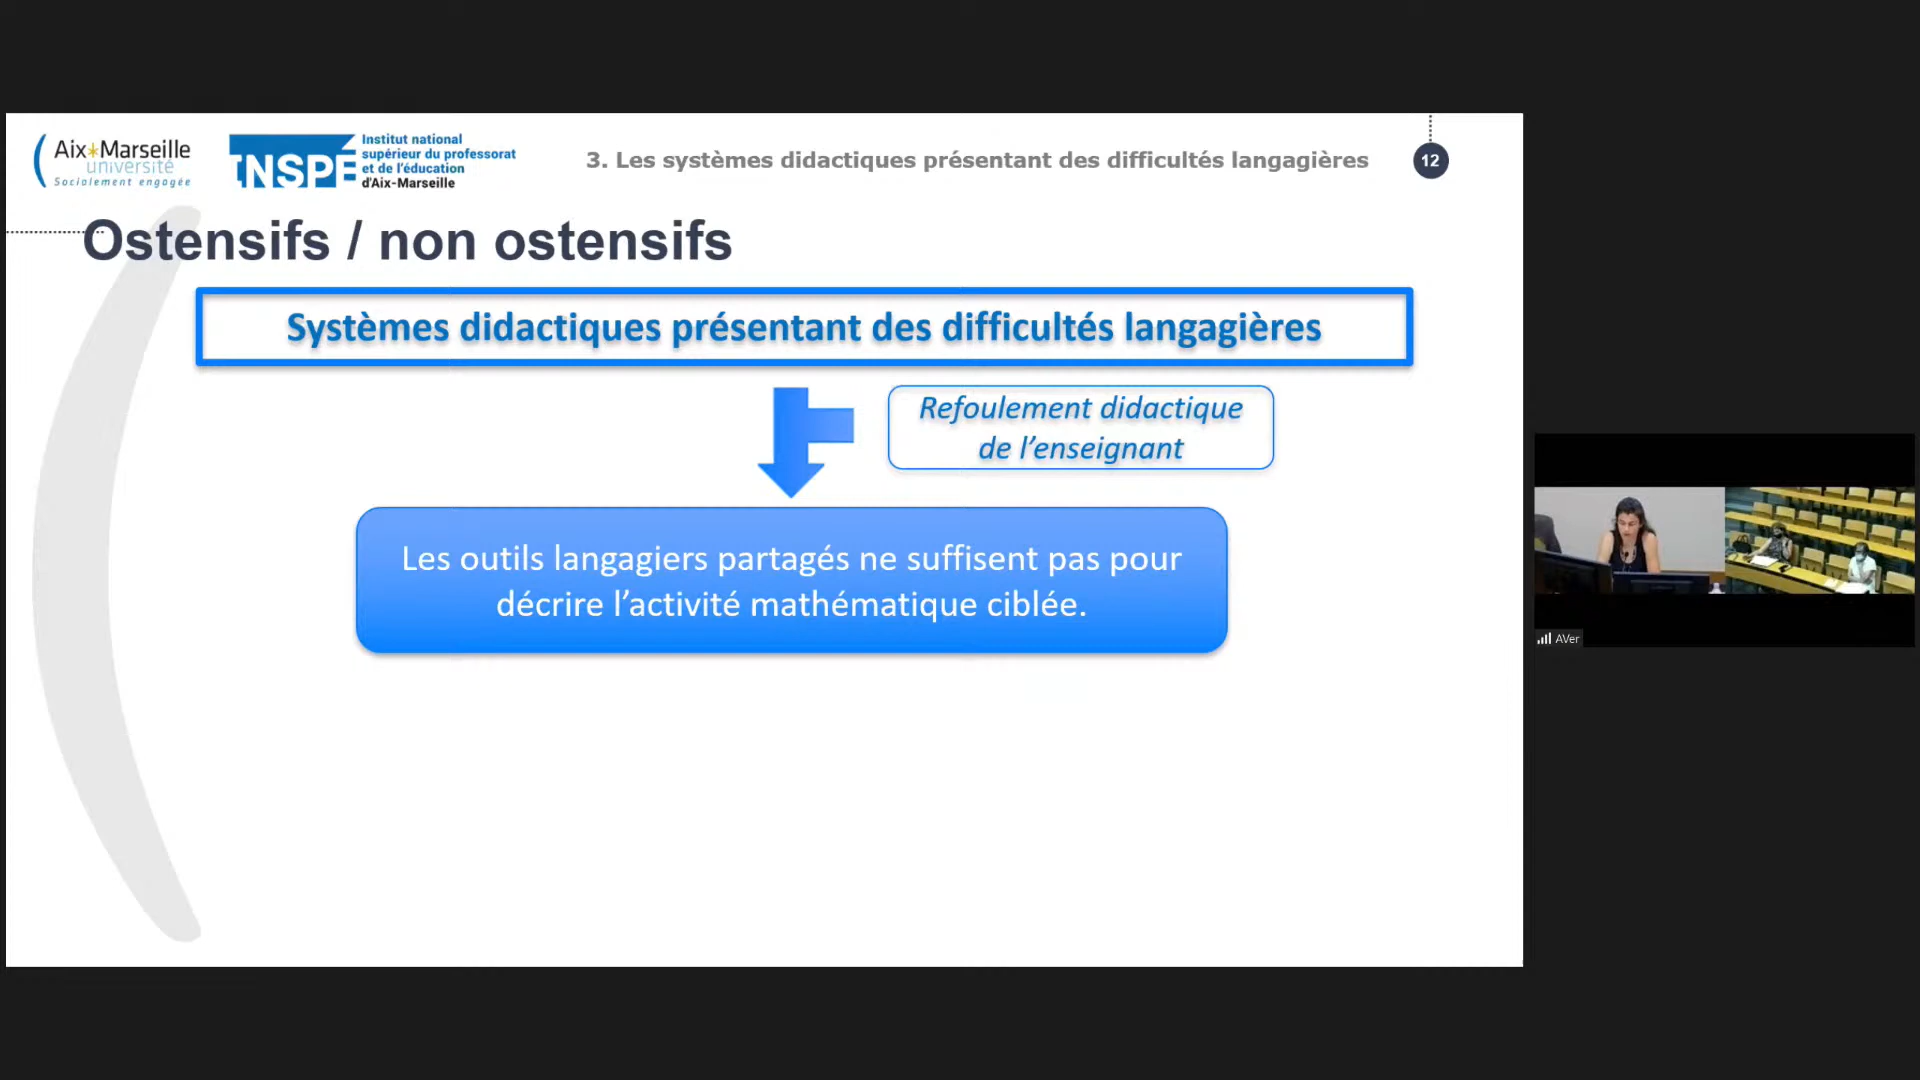 Aix✶Marseille
université
Socialement engagée
INSPÉ
Institut national
supérieur du professorat
et de l'éducation
d'Aix-Marseille
3. Les systèmes didactiques présentant des difficultés langagières
12
Ostensifs / non ostensifs
Systèmes didactiques présentant des difficultés langagières
Refoulement didactique
de l'enseignant
Les outils langagiers partagés ne suffisent pas pour
décrire l'activité mathématique ciblée.
AVer